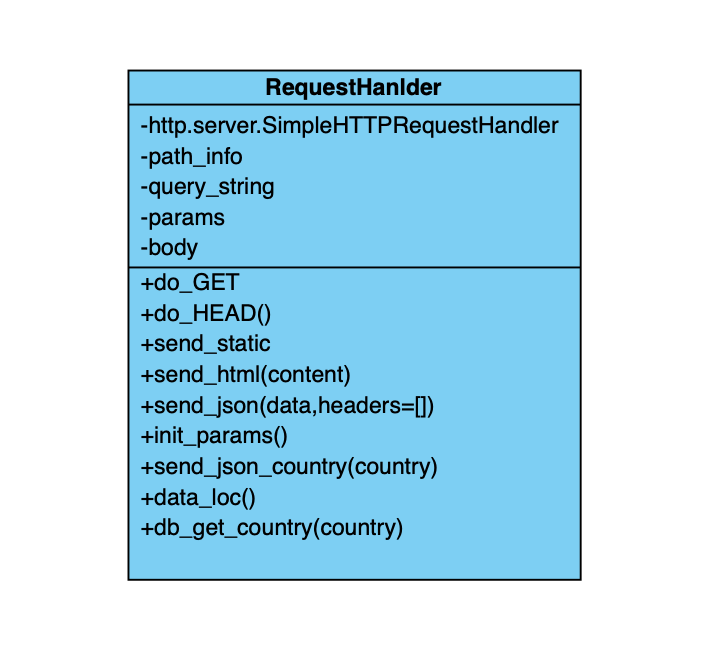 RequestHanlder
-http.server.SimpleHTTPRequestHandler
-path_info
-query_string
-params
-body
+do_GET
+do_HEAD()
+send_static
+send_html(content)
+send_json(data,headers=[])
+init_params()
+send_json_country(country)
+data_loc()
+db_get_country(country)